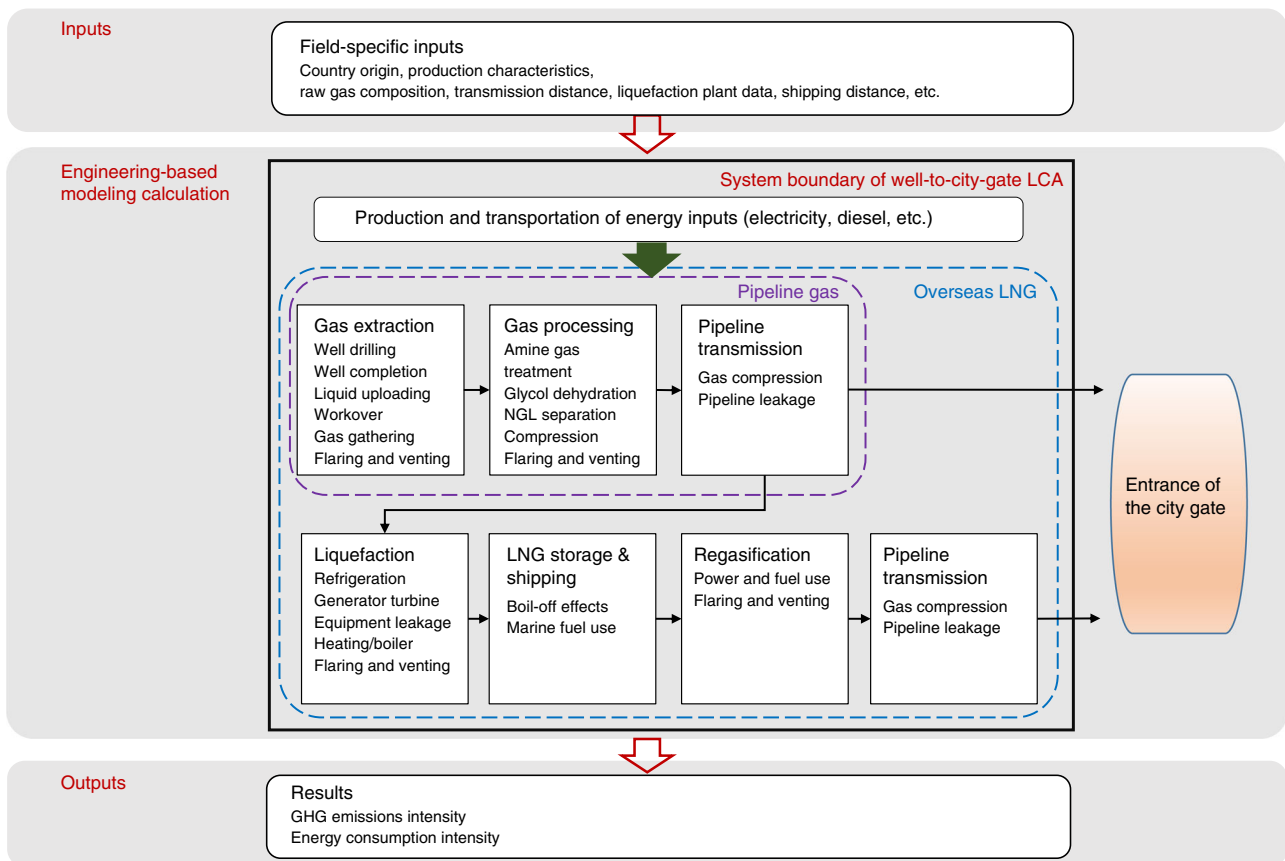 Inputs
Field-specific inputs
Country origin, production characteristics,
raw gas composition, transmission distance, liquefaction plant data, shipping distance, etc.
Engineering-based
modeling calculation
System boundary of well-to-city-gate LCA
Production and transportation of energy inputs (electricity, diesel, etc.)
Pipeline gas
Overseas LNG
Gas extraction
Well drilling
Well completion
Liquid uploading
Workover
Gas gathering
Flaring and venting
Gas processing
Amine gas
treatment
Glycol dehydration
NGL separation
Compression
Flaring and venting
Pipeline
transmission
Gas compression
Pipeline leakage
Liquefaction
Refrigeration
Generator turbine
Equipment leakage
Heating/boiler
Flaring and venting
LNG storage &
shipping
Boil-off effects
Marine fuel use
Regasification
Power and fuel use
Flaring and venting
Pipeline
transmission
Gas compression
Pipeline leakage
Entrance of
the city gate
Outputs
Results
GHG emissions intensity
Energy consumption intensity